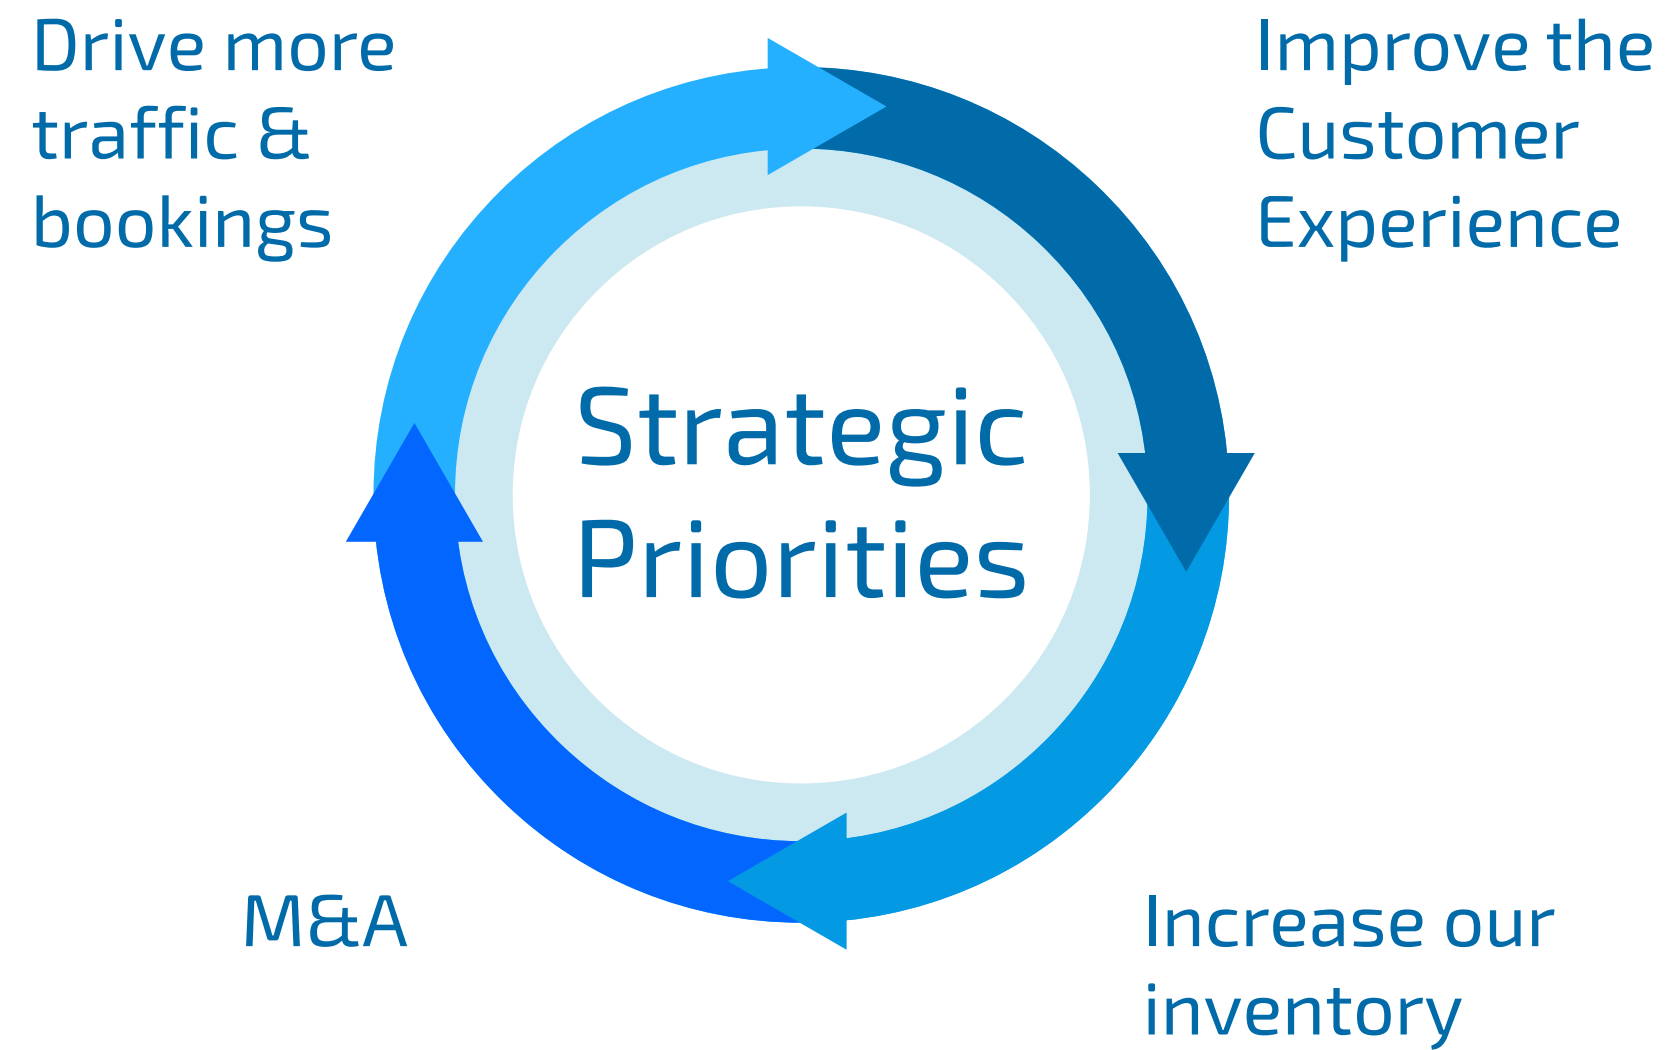 Drive more
traffic &
bookings
Improve the
Customer
Experience
Strategic
Priorities
M&A
Increase our
inventory